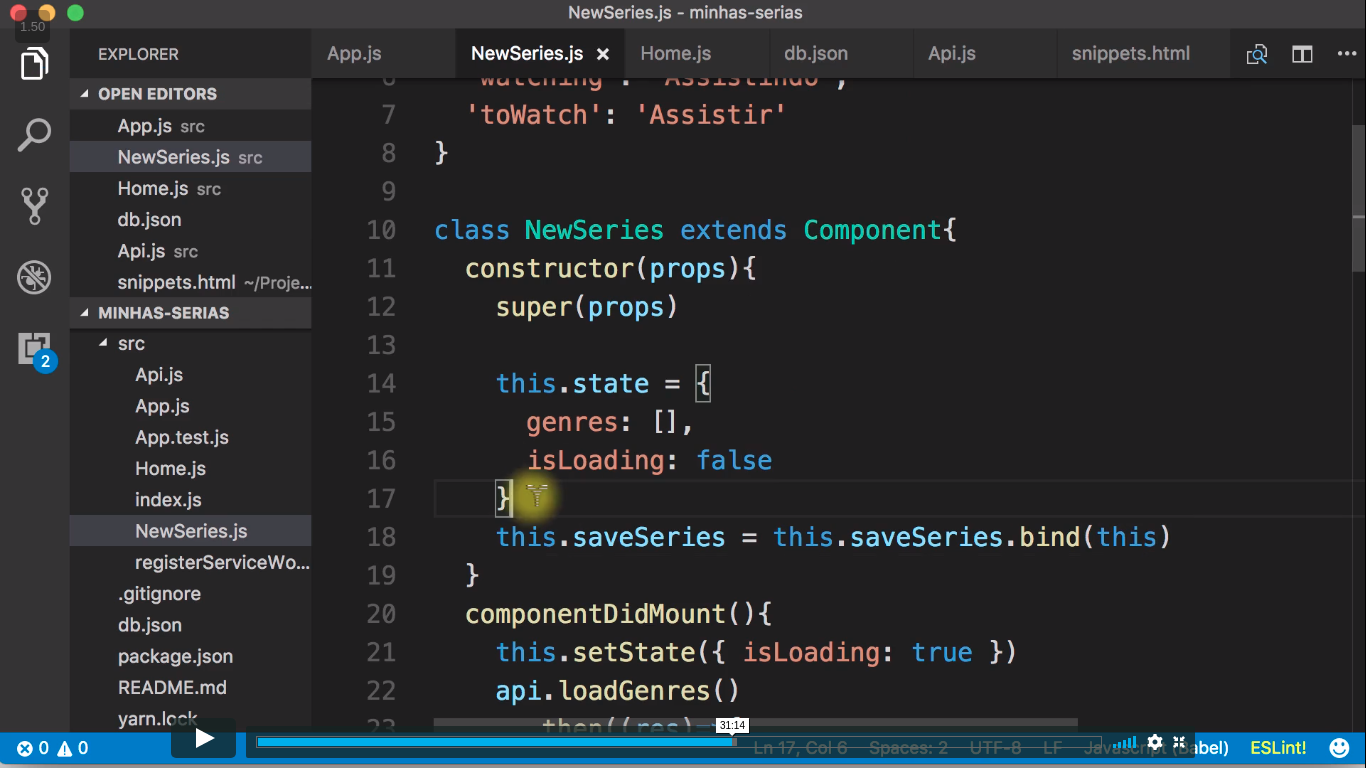 NewSeries.js - minhas-serias
1.50
EXPLORER
App.js
NewSeries.js
Home.js
db.json
Api.js
snippets.html
OPEN EDITORS
App.js src
NewSeries.js src
Home.js src
db.json
Api.js src
snippets.html ~/Proje...
MINHAS-SERIAS
src
Api.js
App.js
App.test.js
Home.js
index.js
NewSeries.js
registerServiceWo...
.gitignore
db.json
package.json
README.md
yarn.lock
6 'watching': 'Assistindo',
7 'toWatch': 'Assistir'
8 }
9
10 class NewSeries extends Component{
11 constructor(props){
12 super(props)
13
14 this.state = {
15 genres: [],
16 isLoading: false
17 }
18 this.saveSeries = this.saveSeries.bind(this)
19 }
20 componentDidMount(){
21 this.setState({ isLoading: true })
22 api.loadGenres()
23 .then((res)=>
2
31:14
0 0
Ln 17, Col 6 Spaces: 2 UTF-8 LF Javascript (Babel) ESLint!